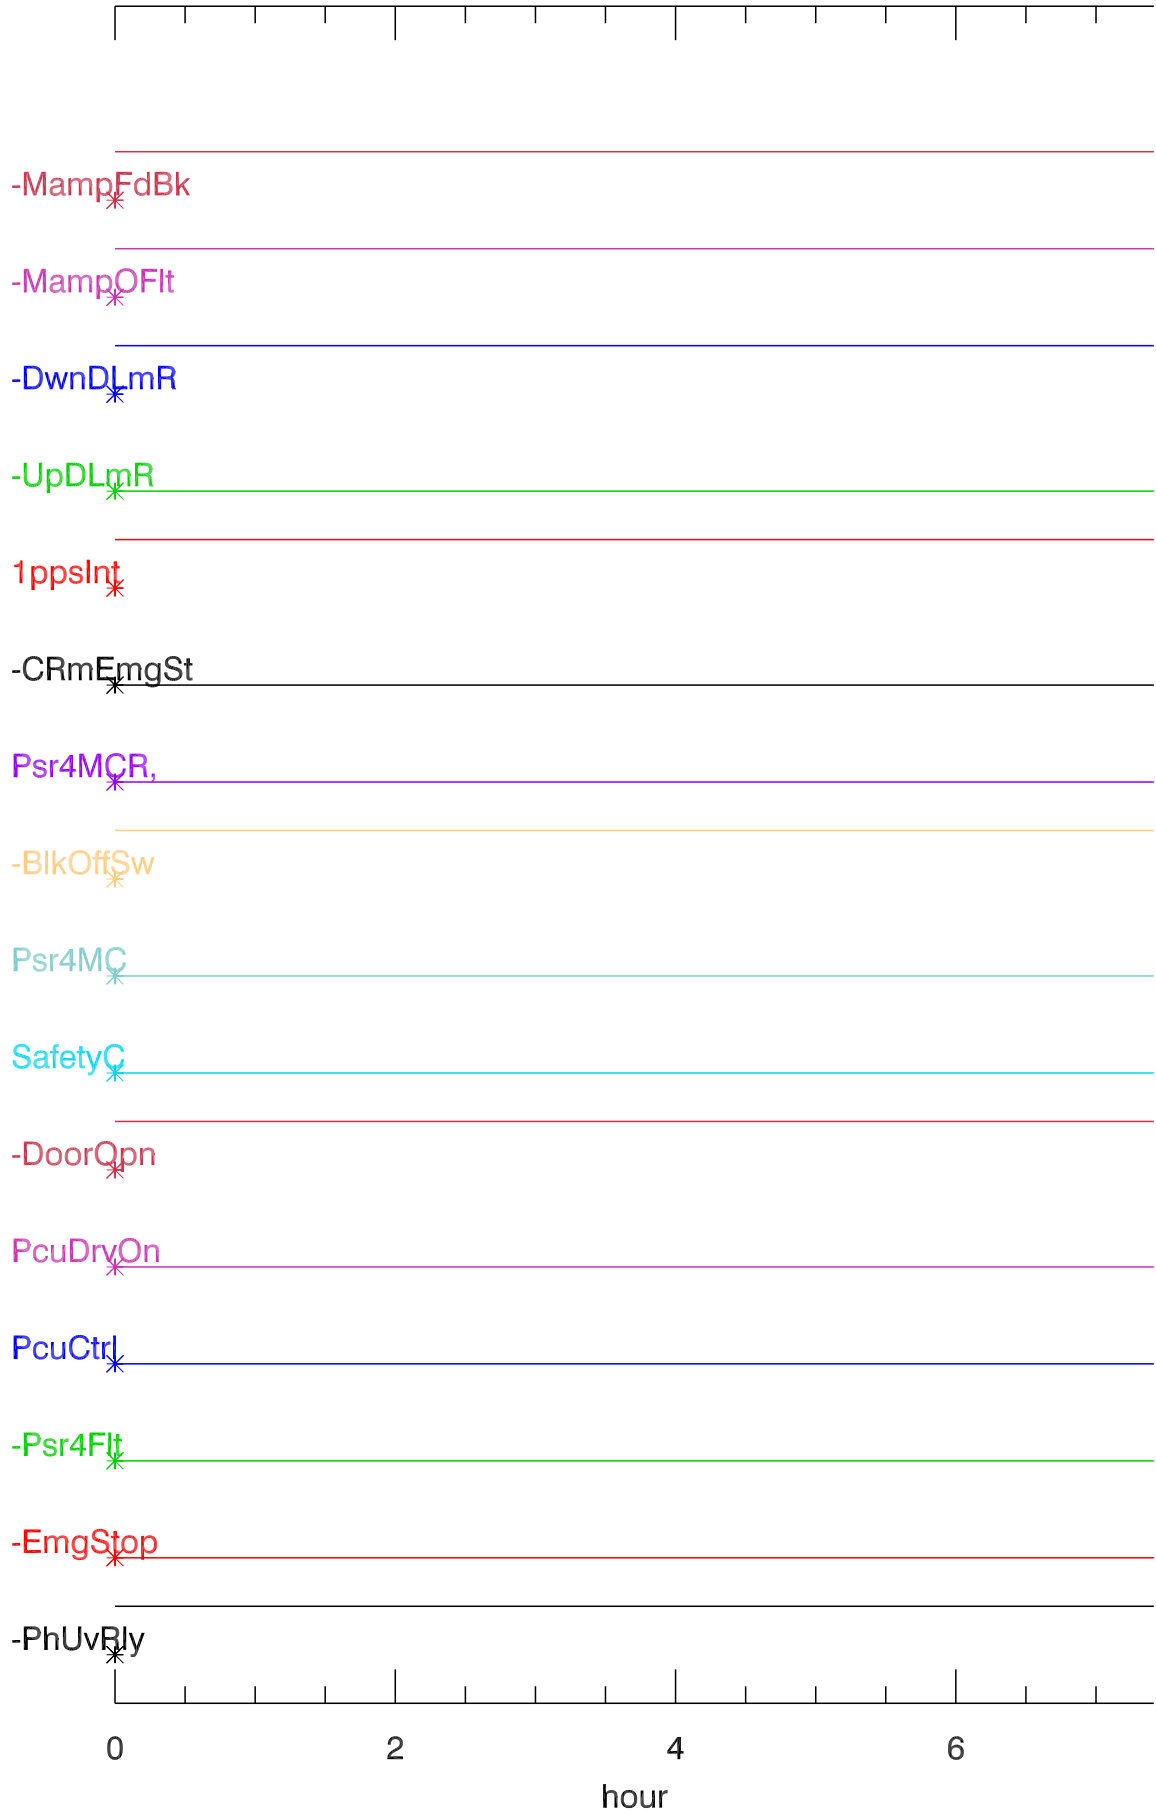 -MampFdBk
-MampOFlt
-DwnDLmR
-UpDLmR
1ppsInt
-CRmEmgSt
Psr4MCR,
-BlkOffSw
Psr4MC
SafetyC
-DoorOpn
PcuDrvOn
PcuCtrl
-Psr4Flt
-EmgStop
-PhUvRly
0 2 4 6
hour